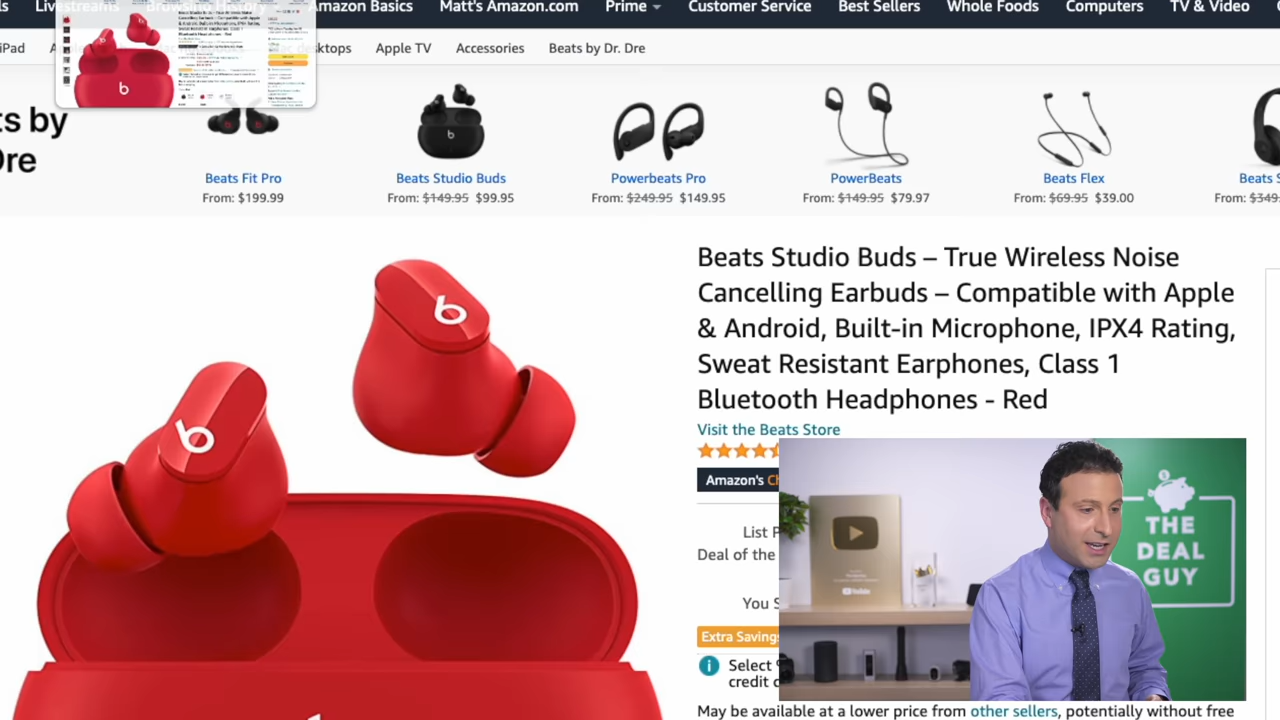 Livestreams
Browsing History
Amazon Basics
Matt's Amazon.com
Prime
Customer Service
Best Sellers
Whole Foods
Computers
TV & Video
iPad
desktops
Apple TV
Accessories
Beats by Dr. Dre
ts by
Dre
Beats Fit Pro
From: $199.99
Beats Studio Buds
From: $149.95 $99.95
Powerbeats Pro
From: $249.95 $149.95
PowerBeats
From: $149.95 $79.97
Beats Flex
From: $69.95 $39.00
Beats S
From: $349.
Beats Studio Buds – True Wireless Noise
Cancelling Earbuds – Compatible with Apple
& Android, Built-in Microphone, IPX4 Rating,
Sweat Resistant Earphones, Class 1
Bluetooth Headphones - Red
Visit the Beats Store
Amazon's Ch
List P
Deal of the
You S
Extra Savings
Select
credit c
May be available at a lower price from other sellers, potentially without free
THE
DEAL
GUY
YouTube